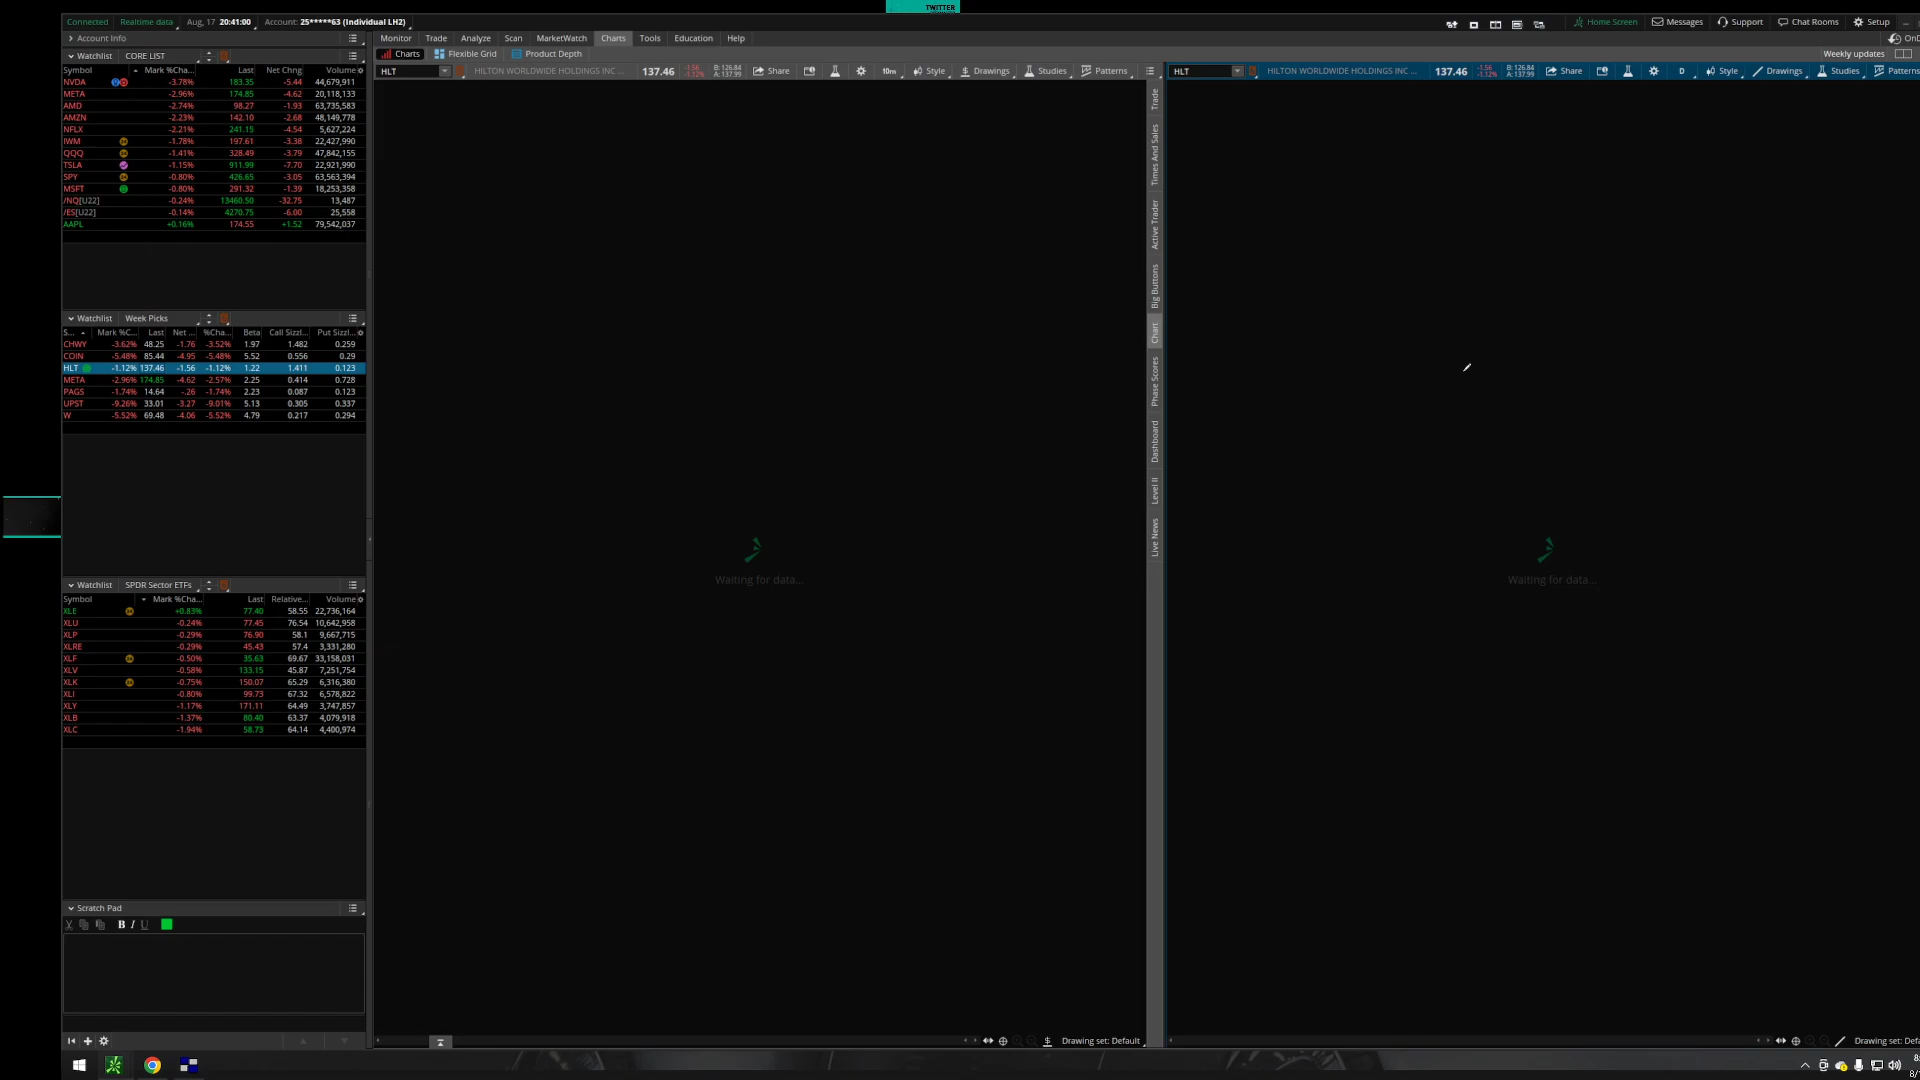 TWITTER
Connected Realtime data Aug, 17 20:41:00 Account: 25*****63 (Individual LH2) Home Screen Messages Support Chat Rooms Setup
Account Info Monitor Trade Analyze Scan MarketWatch Charts Tools Education Help OnD
Watchlist CORE LIST Charts Flexible Grid Product Depth Weekly updates
HLT HILTON WORLDWIDE HOLDINGS INC ... 137.46 -1.56 -1.12% B: 126.84 A: 137.99 Share 10m Style Drawings Studies Patterns
HLT HILTON WORLDWIDE HOLDINGS INC ... 137.46 -1.56 -1.12% B: 126.84 A: 137.99 Share D Style Drawings Studies Patterns
Symbol Mark %Cha... Last Net Chng Volume
NVDA -3.78% 183.35 -5.44 44,679,911
META -2.96% 174.85 -4.62 20,118,133
AMD -2.74% 98.27 -1.93 63,735,583
AMZN -2.23% 142.10 -2.68 48,149,778
NFLX -2.21% 241.15 -4.54 5,627,224
IWM -1.78% 197.61 -3.38 22,427,990
QQQ -1.41% 328.49 -3.79 47,842,155
TSLA -1.15% 911.99 -7.70 22,921,990
SPY -0.80% 426.65 -3.05 63,563,394
MSFT -0.80% 291.32 -1.39 18,253,358
/NQ[U22] -0.24% 13460.50 -32.75 13,487
/ES[U22] -0.14% 4270.75 -6.00 25,558
AAPL +0.16% 174.55 +1.52 79,542,037
Watchlist Week Picks
S... Mark %C... Last Net ... %Cha... Beta Call Sizzl... Put Sizzl...
CHWY -3.62% 48.25 -1.76 -3.52% 1.97 1.482 0.259
COIN -5.48% 85.44 -4.95 -5.48% 5.52 0.556 0.29
HLT -1.12% 137.46 -1.56 -1.12% 1.22 1.411 0.123
META -2.96% 174.85 -4.62 -2.57% 2.25 0.414 0.728
PAGS -1.74% 14.64 -.26 -1.74% 2.23 0.087 0.123
UPST -9.26% 33.01 -3.27 -9.01% 5.13 0.305 0.337
W -5.52% 69.48 -4.06 -5.52% 4.79 0.217 0.294
Watchlist SPDR Sector ETFs
Symbol Mark %Cha... Last Relative... Volume
XLE +0.83% 77.40 58.55 22,736,164
XLU -0.24% 77.45 76.54 10,642,958
XLP -0.29% 76.90 58.1 9,667,715
XLRE -0.29% 45.43 57.4 3,331,280
XLF -0.50% 35.63 69.67 33,158,031
XLV -0.58% 133.15 45.87 7,251,754
XLK -0.75% 150.07 65.29 6,316,380
XLI -0.80% 99.73 67.32 6,578,822
XLY -1.17% 171.11 64.49 3,747,857
XLB -1.37% 80.40 63.37 4,079,918
XLC -1.94% 58.73 64.14 4,400,974
Scratch Pad
B I U
Waiting for data...
Trade
Times And Sales
Active Trader
Big Buttons
Chart
Phase Scores
Dashboard
Level II
Live News
Waiting for data...
Drawing set: Default
Drawing set: Defa